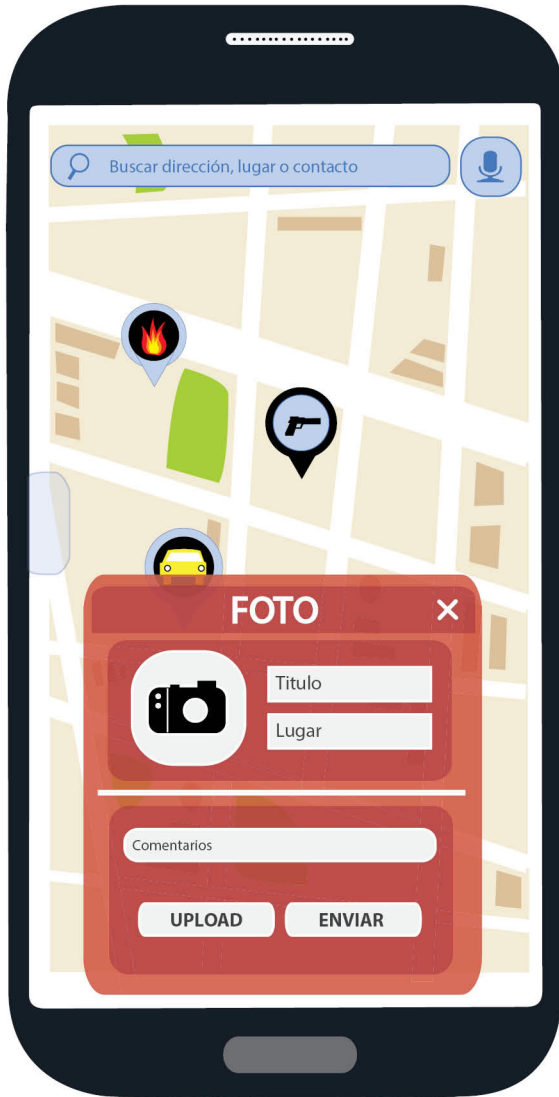 Buscar dirección, lugar o contacto
FOTO
Titulo
Lugar
Comentarios
UPLOAD
ENVIAR